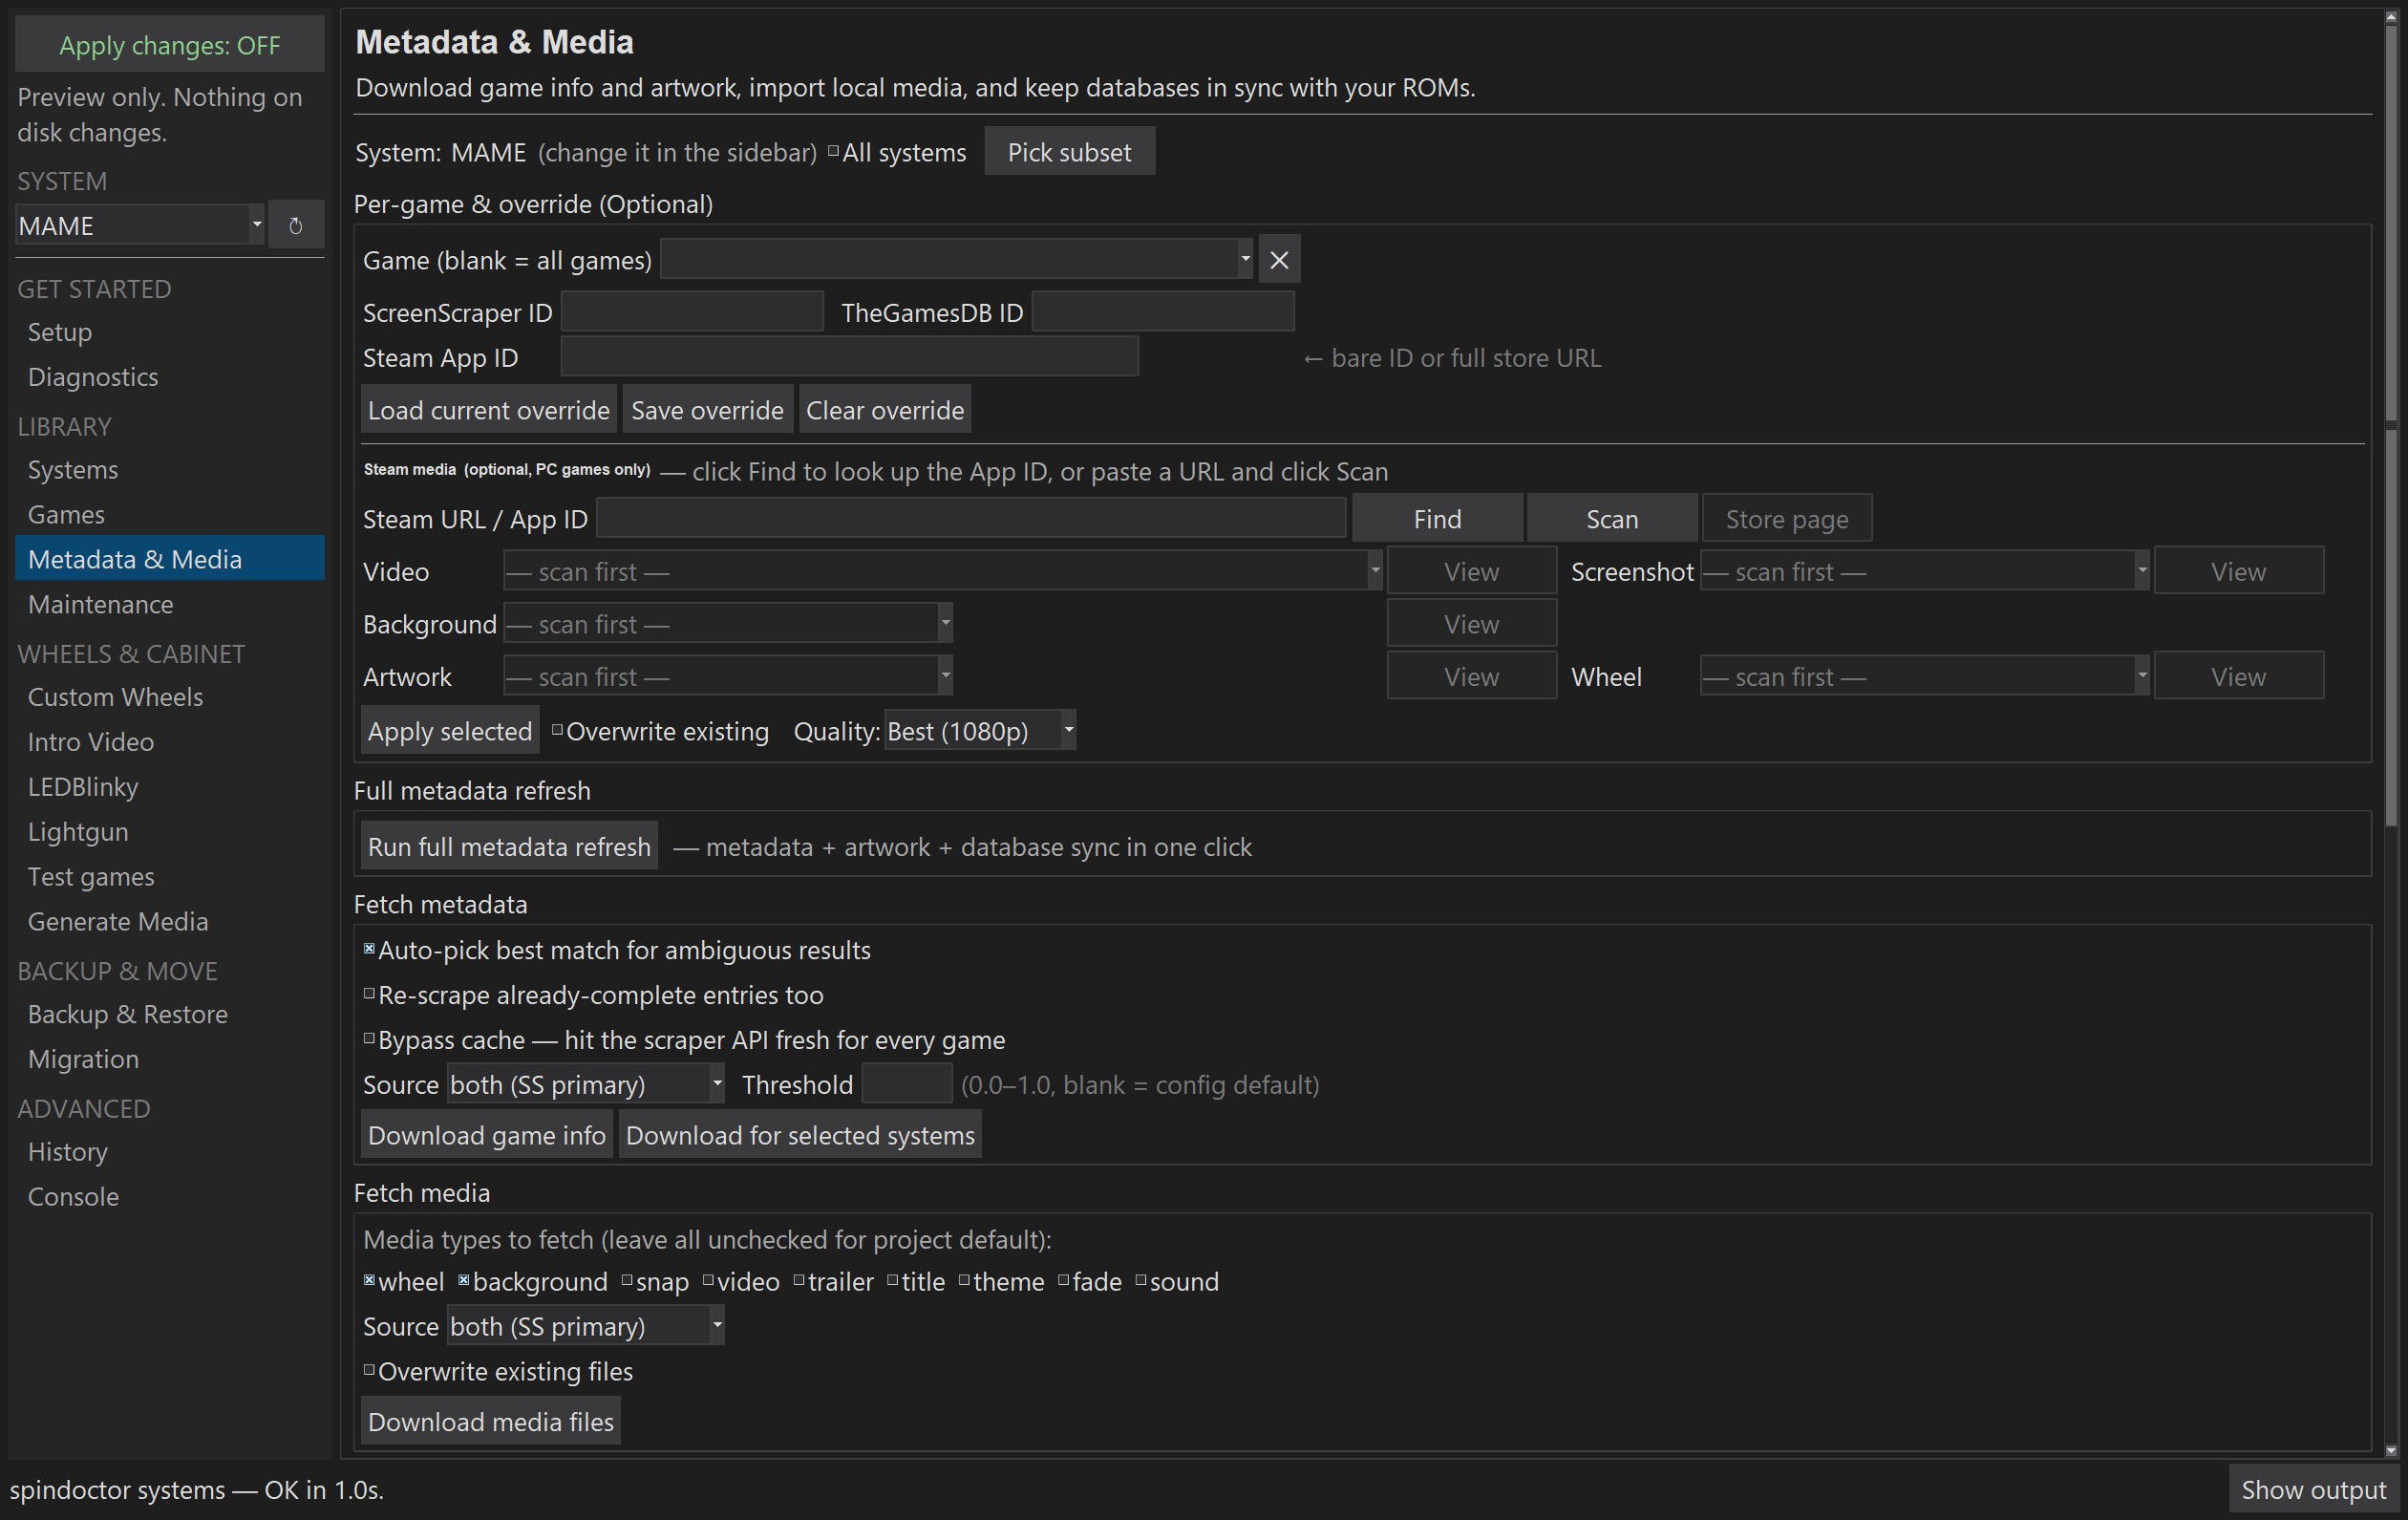 Apply changes: OFF
Preview only. Nothing on
disk changes.
SYSTEM
MAME
GET STARTED
Setup
Diagnostics
LIBRARY
Systems
Games
Metadata & Media
Maintenance
WHEELS & CABINET
Custom Wheels
Intro Video
LEDBlinky
Lightgun
Test games
Generate Media
BACKUP & MOVE
Backup & Restore
Migration
ADVANCED
History
Console
Metadata & Media
Download game info and artwork, import local media, and keep databases in sync with your ROMs.
System: MAME (change it in the sidebar) All systems Pick subset
Per-game & override (Optional)
Game (blank = all games)
ScreenScraper ID TheGamesDB ID
Steam App ID ← bare ID or full store URL
Load current override Save override Clear override
Steam media (optional, PC games only) — click Find to look up the App ID, or paste a URL and click Scan
Steam URL / App ID Find Scan Store page
Video — scan first — View Screenshot — scan first — View
Background — scan first — View
Artwork — scan first — View Wheel — scan first — View
Apply selected Overwrite existing Quality: Best (1080p)
Full metadata refresh
Run full metadata refresh — metadata + artwork + database sync in one click
Fetch metadata
Auto-pick best match for ambiguous results
Re-scrape already-complete entries too
Bypass cache — hit the scraper API fresh for every game
Source both (SS primary) Threshold (0.0–1.0, blank = config default)
Download game info Download for selected systems
Fetch media
Media types to fetch (leave all unchecked for project default):
wheel background snap video trailer title theme fade sound
Source both (SS primary)
Overwrite existing files
Download media files
spindoctor systems — OK in 1.0s.
Show output